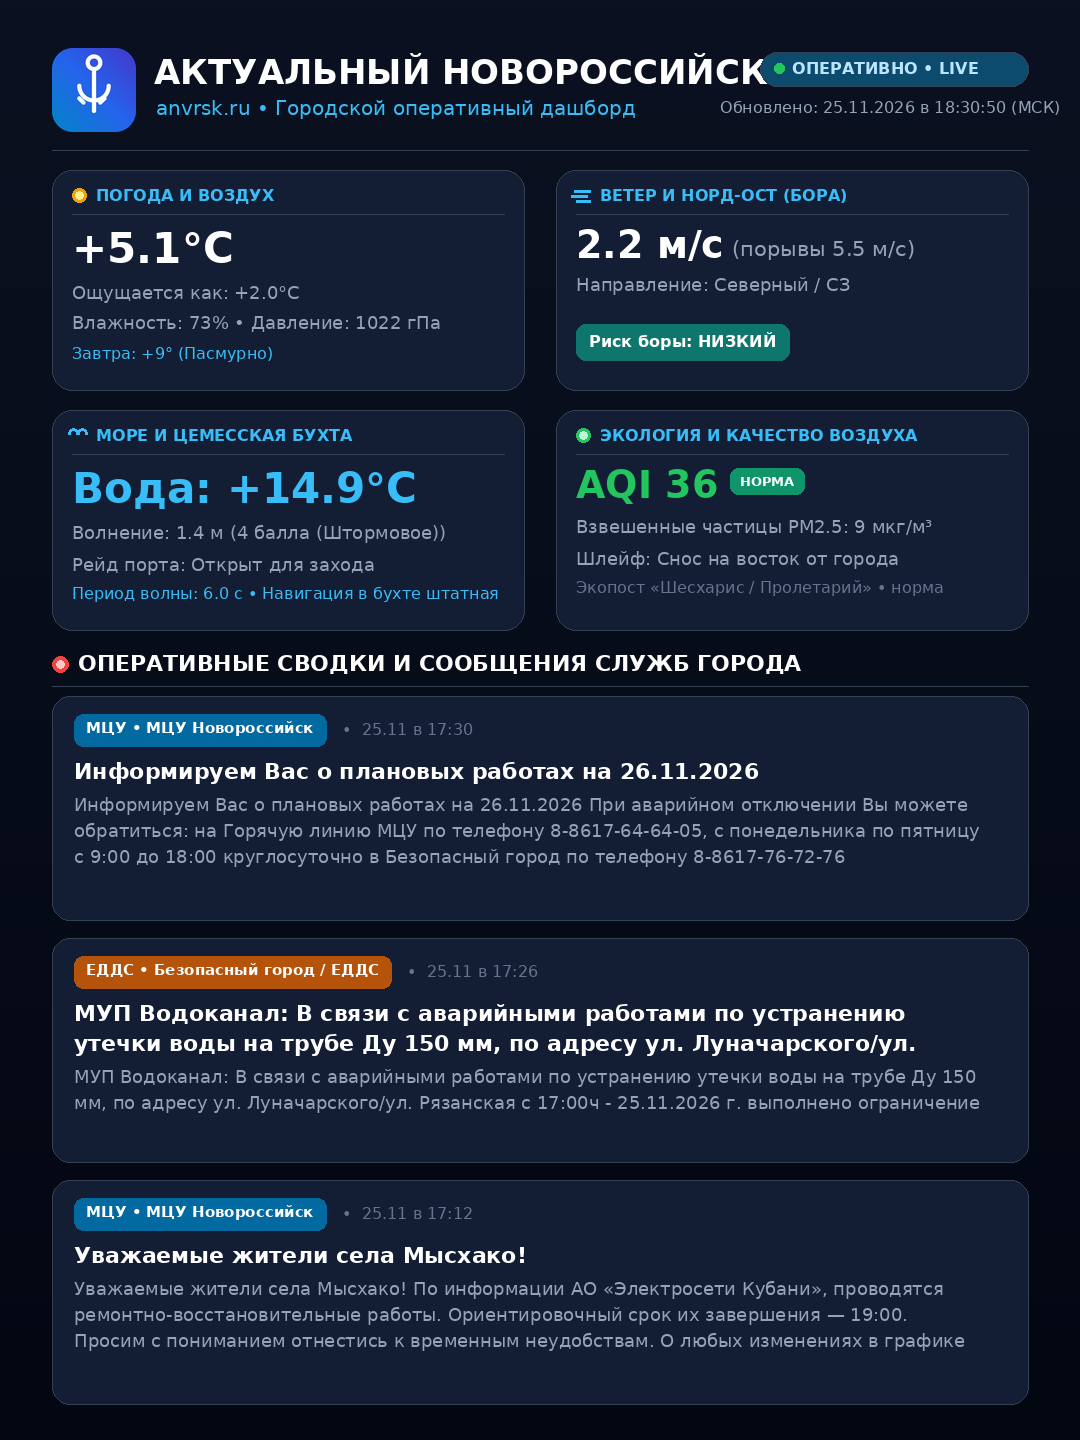 АКТУАЛЬНЫЙ НОВОРОССИЙСК
ОПЕРАТИВНО • LIVE
anvrsk.ru • Городской оперативный дашборд
Обновлено: 25.11.2026 в 18:30:50 (МСК)
ПОГОДА И ВОЗДУХ
+5.1°C
Ощущается как: +2.0°C
Влажность: 73% • Давление: 1022 гПа
Завтра: +9° (Пасмурно)
ВЕТЕР И НОРД-ОСТ (БОРА)
2.2 м/с (порывы 5.5 м/с)
Направление: Северный / СЗ
Риск боры: НИЗКИЙ
МОРЕ И ЦЕМЕССКАЯ БУХТА
Вода: +14.9°C
Волнение: 1.4 м (4 балла (Штормовое))
Рейд порта: Открыт для захода
Период волны: 6.0 с • Навигация в бухте штатная
ЭКОЛОГИЯ И КАЧЕСТВО ВОЗДУХА
AQI 36 НОРМА
Взвешенные частицы PM2.5: 9 мкг/м³
Шлейф: Снос на восток от города
Экопост «Шесхарис / Пролетарий» • норма
ОПЕРАТИВНЫЕ СВОДКИ И СООБЩЕНИЯ СЛУЖБ ГОРОДА
МЦУ • МЦУ Новороссийск • 25.11 в 17:30
Информируем Вас о плановых работах на 26.11.2026
Информируем Вас о плановых работах на 26.11.2026 При аварийном отключении Вы можете
обратиться: на Горячую линию МЦУ по телефону 8-8617-64-64-05, с понедельника по пятницу
с 9:00 до 18:00 круглосуточно в Безопасный город по телефону 8-8617-76-72-76
ЕДДС • Безопасный город / ЕДДС • 25.11 в 17:26
МУП Водоканал: В связи с аварийными работами по устранению
утечки воды на трубе Ду 150 мм, по адресу ул. Луначарского/ул.
МУП Водоканал: В связи с аварийными работами по устранению утечки воды на трубе Ду 150
мм, по адресу ул. Луначарского/ул. Рязанская с 17:00ч - 25.11.2026 г. выполнено ограничение
МЦУ • МЦУ Новороссийск • 25.11 в 17:12
Уважаемые жители села Мысхако!
Уважаемые жители села Мысхако! По информации АО «Электросети Кубани», проводятся
ремонтно-восстановительные работы. Ориентировочный срок их завершения — 19:00.
Просим с пониманием отнестись к временным неудобствам. О любых изменениях в графике